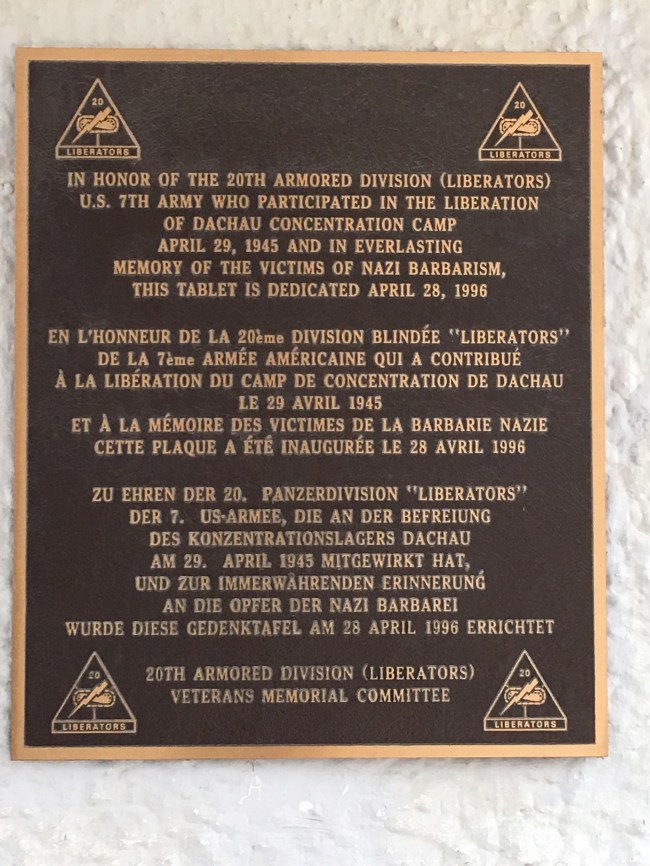 20
20
LIBERATORS
LIBERATORS
IN HONOR OF THE 20TH ARMORED DIVISION (LIBERATORS)
U.S. 7TH ARMY WHO PARTICIPATED IN THE LIBERATION
OF DACHAU CONCENTRATION CAMP
APRIL 29, 1945 AND IN EVERLASTING
MEMORY OF THE VICTIMS OF NAZI BARBARISM,
THIS TABLET IS DEDICATED APRIL 28, 1996
EN L'HONNEUR DE LA 20ème DIVISION BLINDÉE "LIBERATORS"
DE LA 7ème ARMÉE AMÉRICAINE QUI A CONTRIBUÉ
À LA LIBÉRATION DU CAMP DE CONCENTRATION DE DACHAU
LE 29 AVRIL 1945
ET À LA MÉMOIRE DES VICTIMES DE LA BARBARIE NAZIE
CETTE PLAQUE A ÉTÉ INAUGURÉE LE 28 AVRIL 1996
ZU EHREN DER 20. PANZERDIVISION "LIBERATORS"
DER 7. US-ARMEE, DIE AN DER BEFREIUNG
DES KONZENTRATIONSLAGERS DACHAU
AM 29. APRIL 1945 MITGEWIRKT HAT,
UND ZUR IMMERWÄHRENDEN ERINNERUNG
AN DIE OPFER DER NAZI BARBAREI
WURDE DIESE GEDENKTAFEL AM 28 APRIL 1996 ERRICHTET
20TH ARMORED DIVISION (LIBERATORS)
VETERANS MEMORIAL COMMITTEE
20
20
LIBERATORS
LIBERATORS